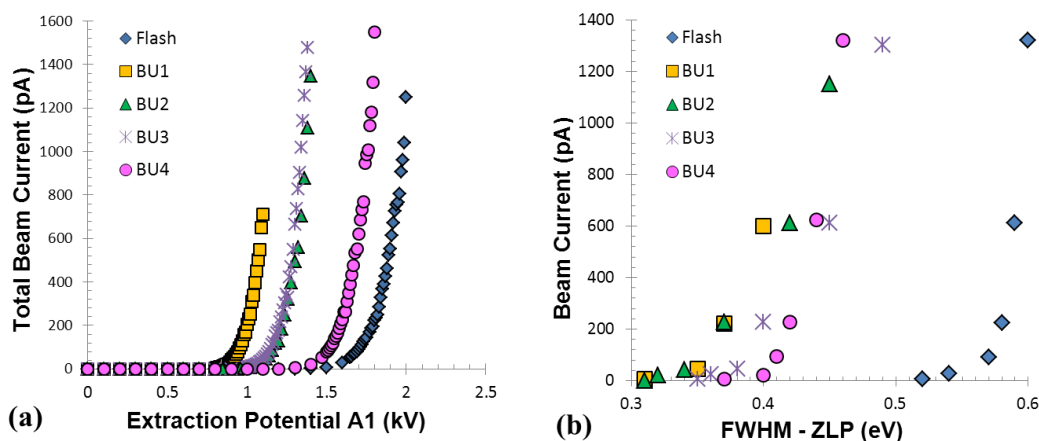 1600
1400
1200
1000
800
600
400
200
0
Total Beam Current (pA)
Flash
BU1
BU2
BU3
BU4
0
0.5
1
1.5
2
2.5
Extraction Potential A1 (kV)
(a)
1400
1200
1000
800
600
400
200
0
Beam Current (pA)
Flash
BU1
BU2
BU3
BU4
0.3
0.4
0.5
0.6
FWHM - ZLP (eV)
(b)